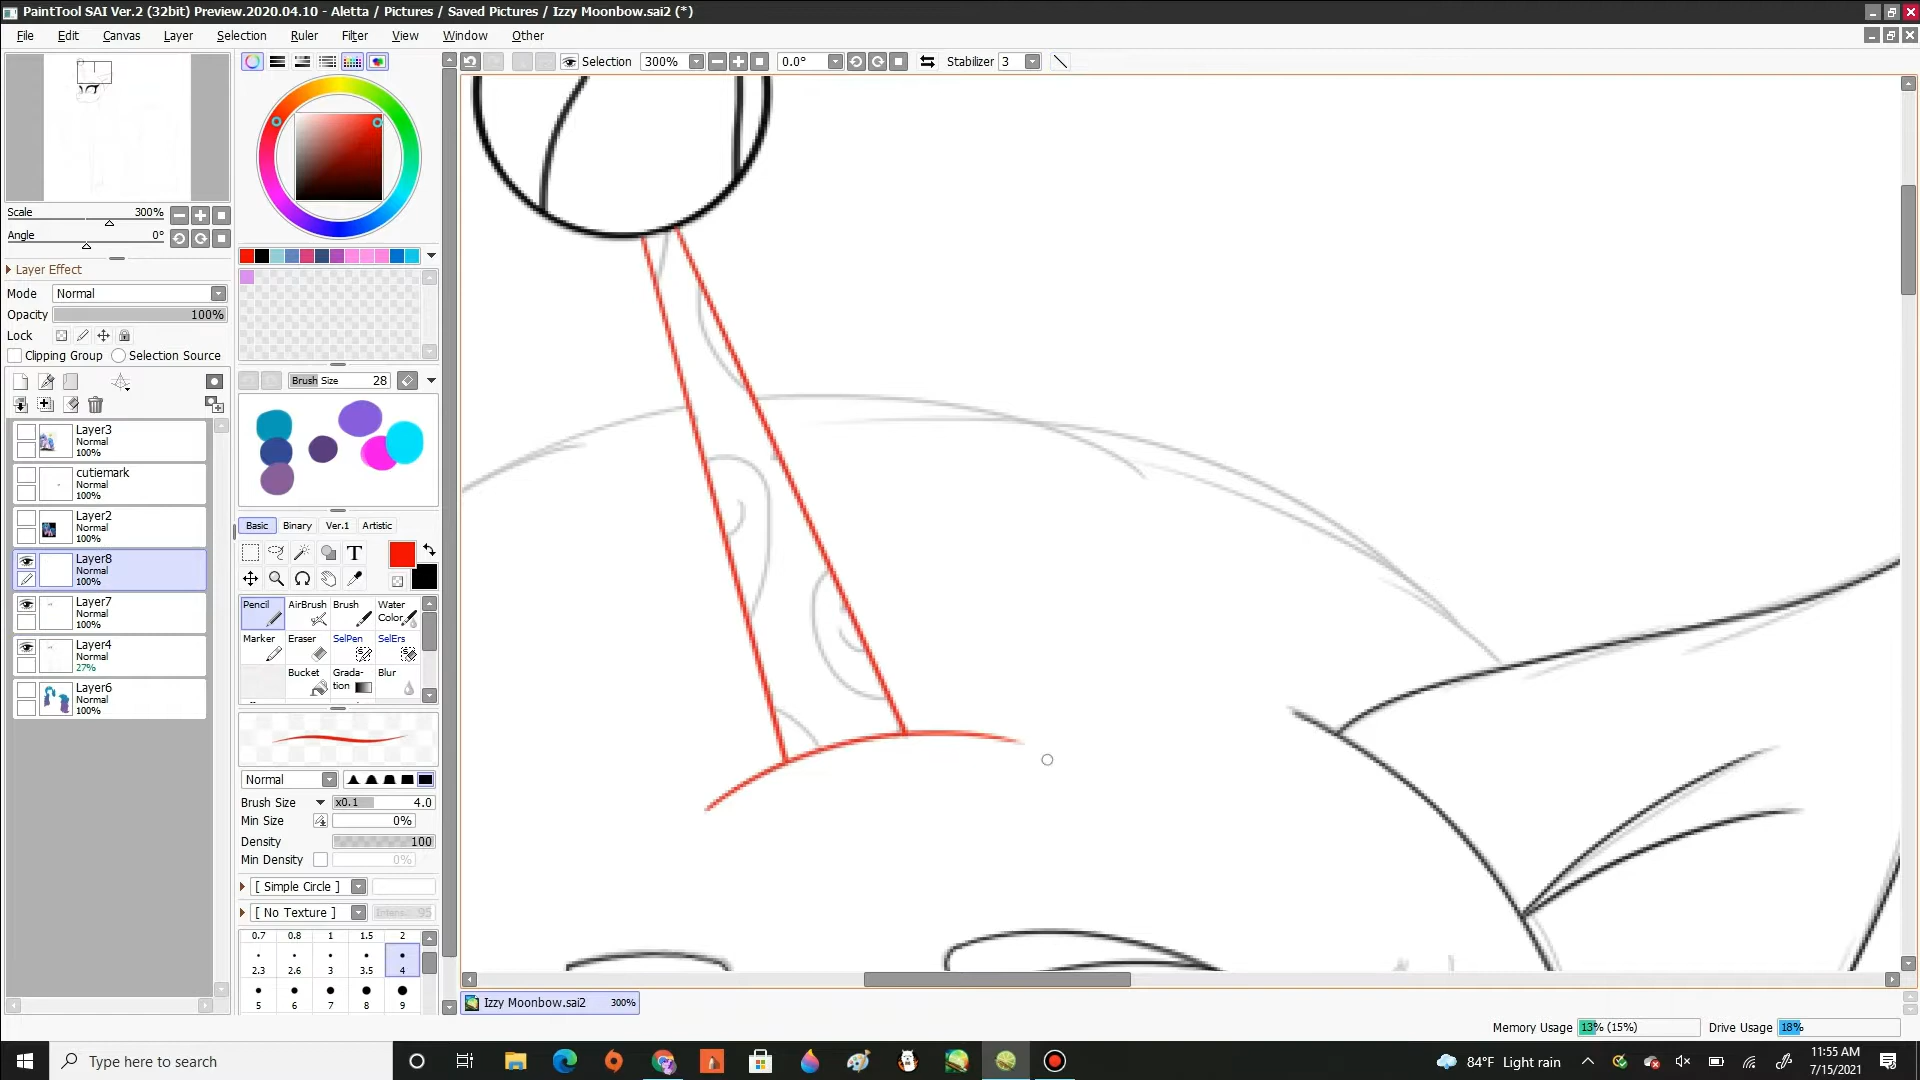 PaintTool SAI Ver.2 (32bit) Preview.2020.04.10 - Aletta / Pictures / Saved Pictures / Izzy Moonbow.sai2 (*)
File Edit Canvas Layer Selection Ruler Filter View Window Other
Selection 300% 0.0° Stabilizer 3
Scale 300%
Angle 0°
Layer Effect
Mode Normal
Opacity 100%
Lock
Clipping Group Selection Source
Layer3
Normal
100%
cutiemark
Normal
100%
Layer2
Normal
100%
Layer8
Normal
100%
Layer7
Normal
100%
Layer4
Normal
27%
Layer6
Normal
100%
Brush Size 28
Basic Binary Ver.1 Artistic
T
Pencil AirBrush Brush Water Color
Marker Eraser SelPen SelErs
Bucket Grada-tion Blur
Normal
Brush Size x0.1 4.0
Min Size 0%
Density 100
Min Density 0%
[ Simple Circle ]
[ No Texture ] Intens. 95
0.7 0.8 1 1.5 2
2.3 2.6 3 3.5 4
5 6 7 8 9
Izzy Moonbow.sai2 300%
Memory Usage 13% (15%) Drive Usage 18%
Type here to search
84°F Light rain
11:55 AM
7/15/2021